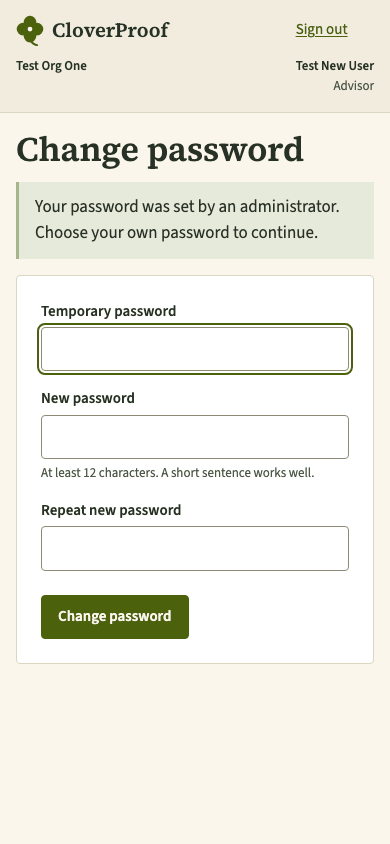 CloverProof
Sign out
Test Org One
Test New User
Advisor
Change password
Your password was set by an administrator.
Choose your own password to continue.
Temporary password
New password
At least 12 characters. A short sentence works well.
Repeat new password
Change password